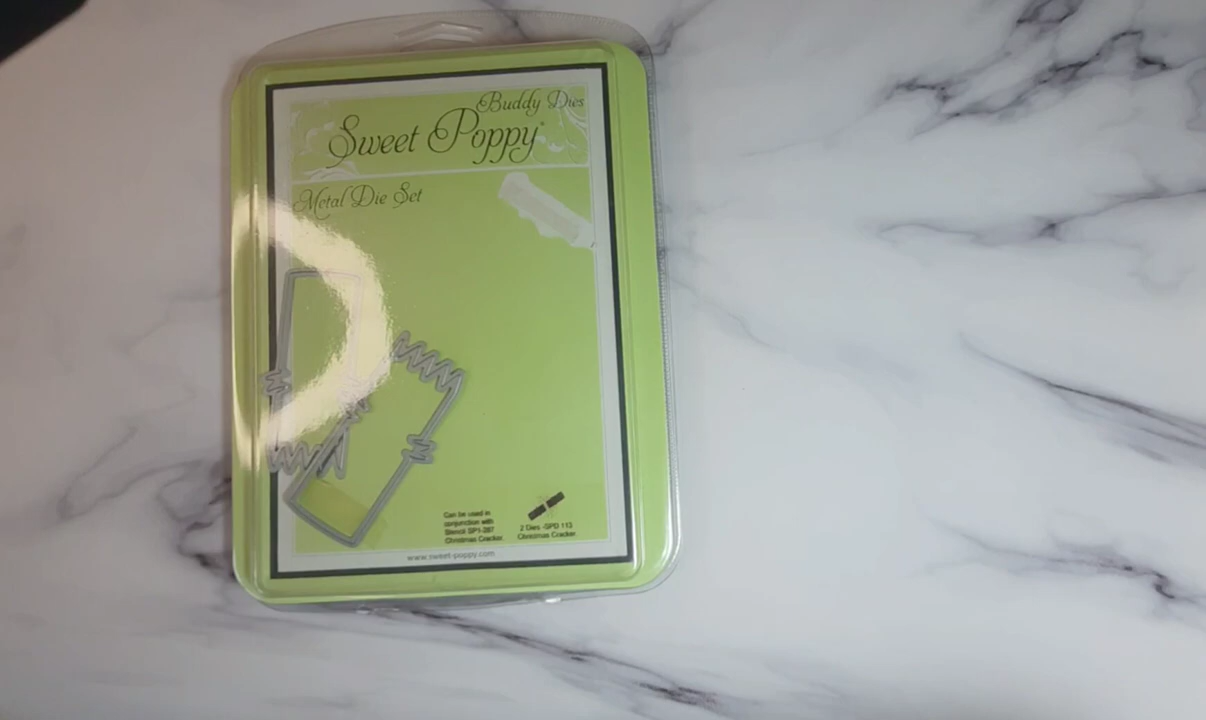 Buddy Dies
Sweet Poppy®
Metal Die Set
Can be used in
conjunction with
Stencil SP1-287
Christmas Cracker.
2 Dies -SPD 113
Christmas Cracker
www.sweet-poppy.com